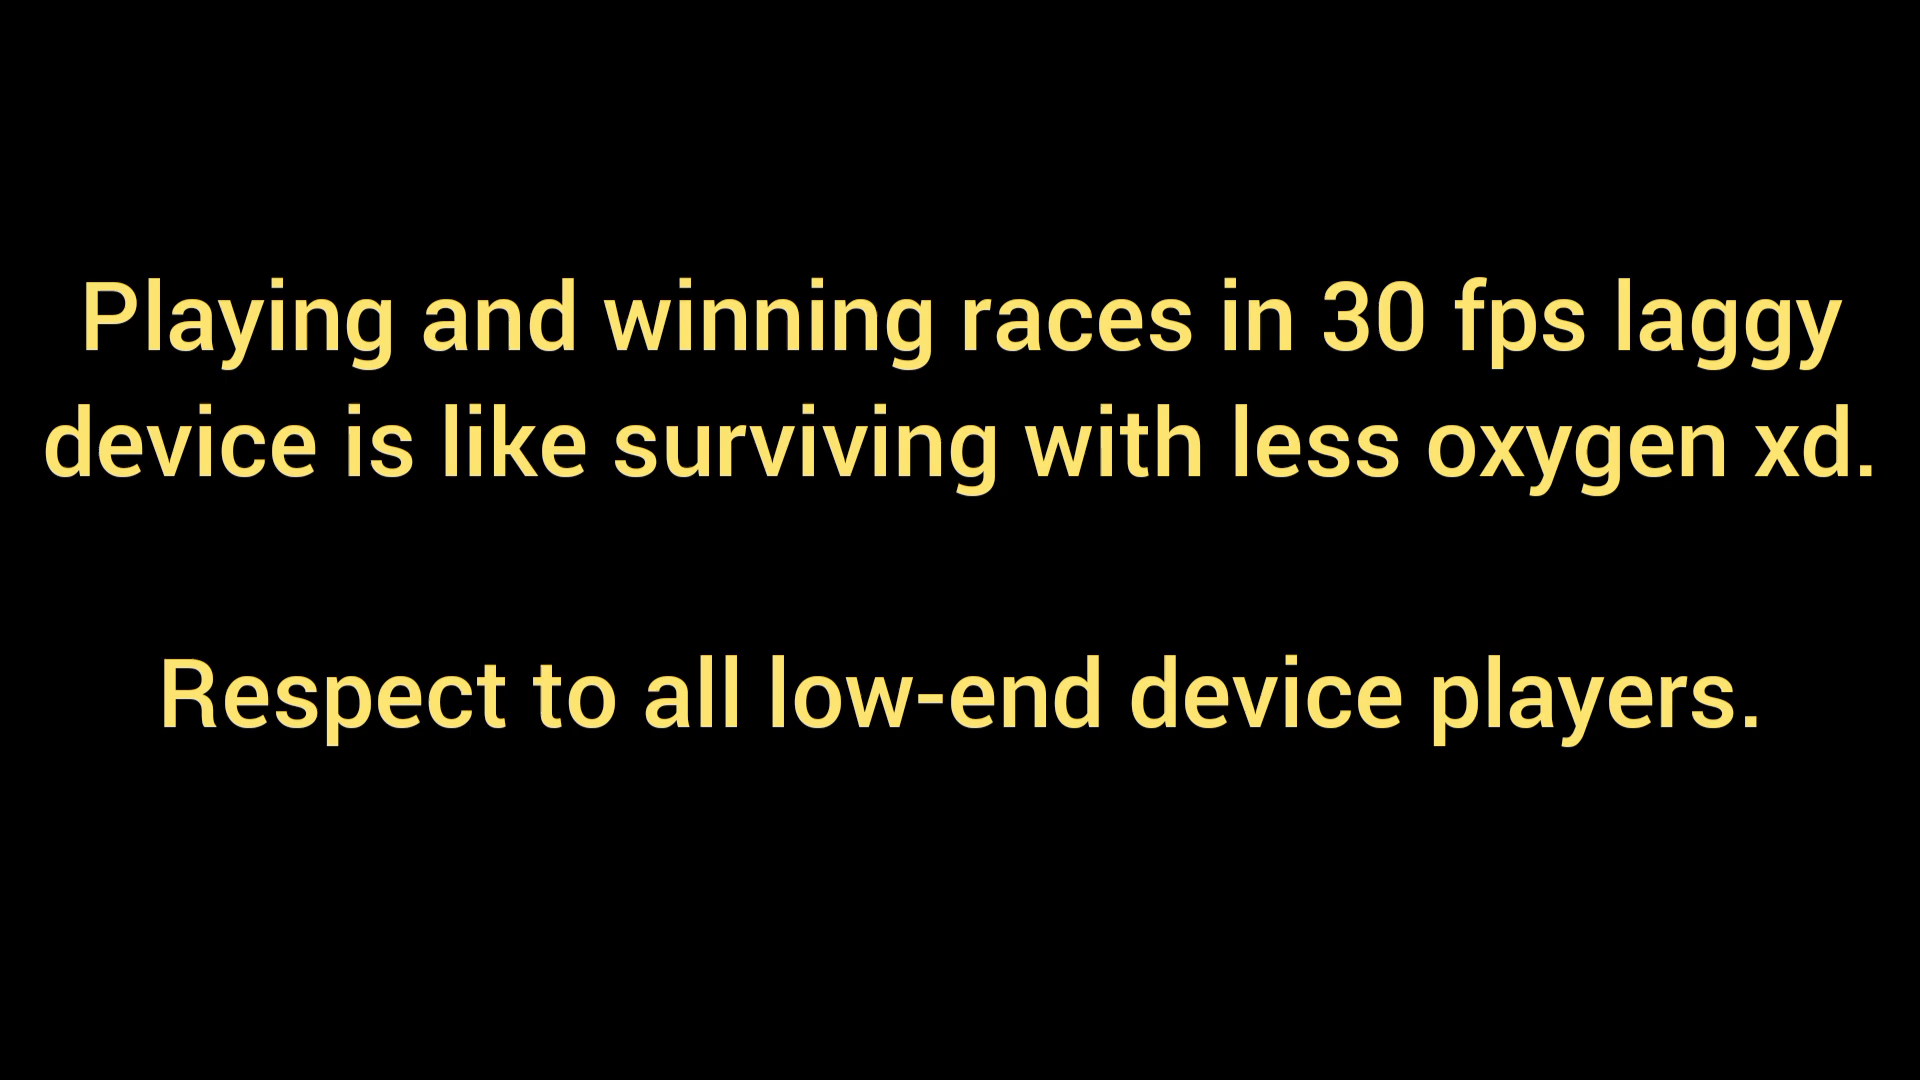 Playing and winning races in 30 fps laggy
device is like surviving with less oxygen xd.
Respect to all low-end device players.